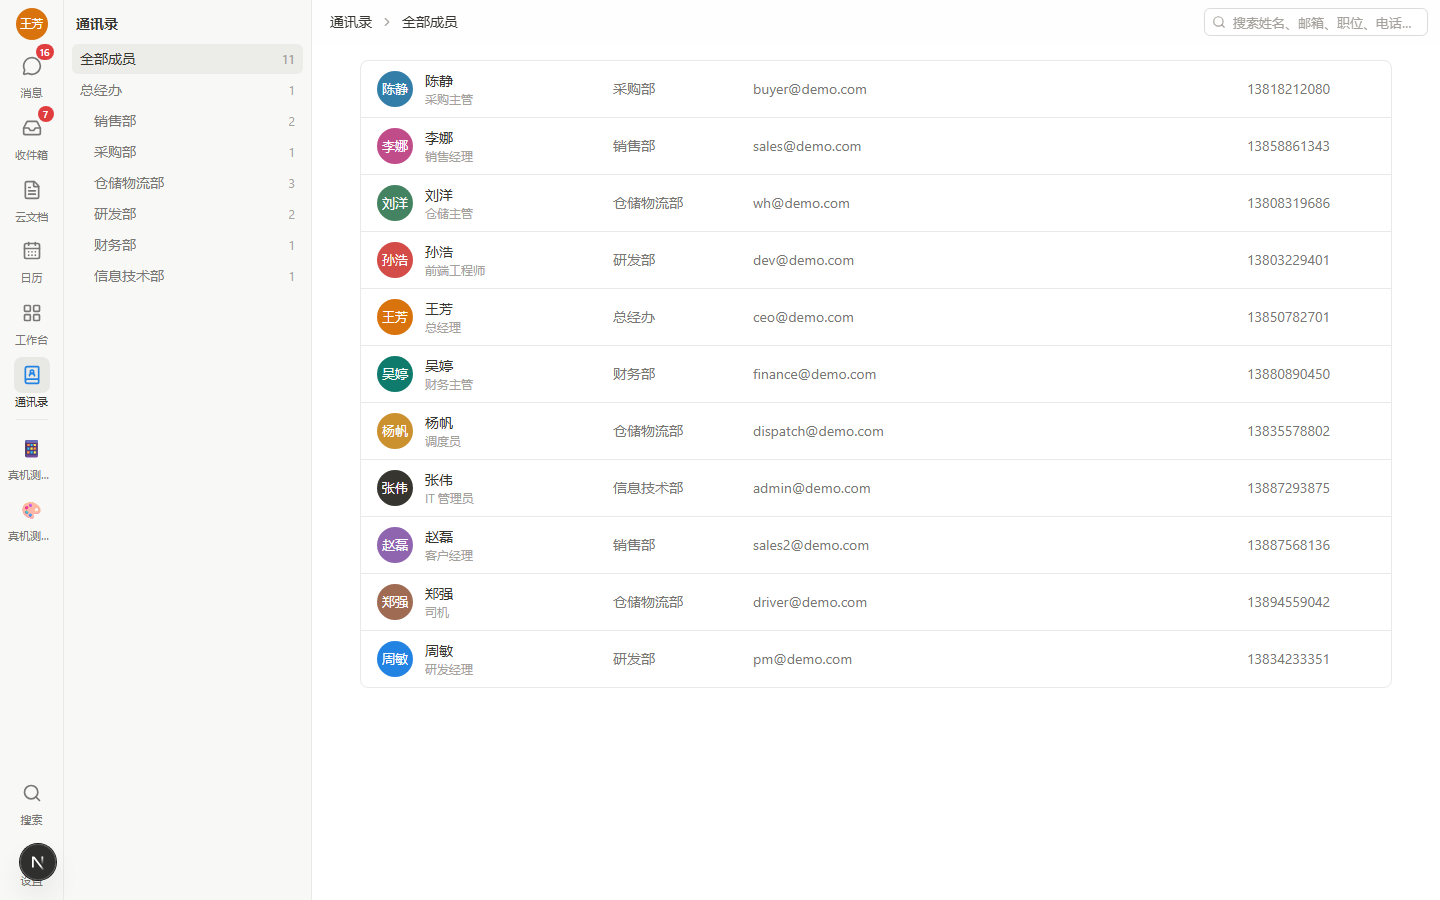 王芳
16
消息
7
收件箱
云文档
日历
工作台
通讯录
真机测...
真机测...
搜索
N
设置
通讯录
全部成员 11
总经办 1
销售部 2
采购部 1
仓储物流部 3
研发部 2
财务部 1
信息技术部 1
通讯录 > 全部成员
搜索姓名、邮箱、职位、电话...
陈静 陈静 采购部 buyer@demo.com 13818212080
采购主管
李娜 李娜 销售部 sales@demo.com 13858861343
销售经理
刘洋 刘洋 仓储物流部 wh@demo.com 13808319686
仓储主管
孙浩 孙浩 研发部 dev@demo.com 13803229401
前端工程师
王芳 王芳 总经办 ceo@demo.com 13850782701
总经理
吴婷 吴婷 财务部 finance@demo.com 13880890450
财务主管
杨帆 杨帆 仓储物流部 dispatch@demo.com 13835578802
调度员
张伟 张伟 信息技术部 admin@demo.com 13887293875
IT 管理员
赵磊 赵磊 销售部 sales2@demo.com 13887568136
客户经理
郑强 郑强 仓储物流部 driver@demo.com 13894559042
司机
周敏 周敏 研发部 pm@demo.com 13834233351
研发经理